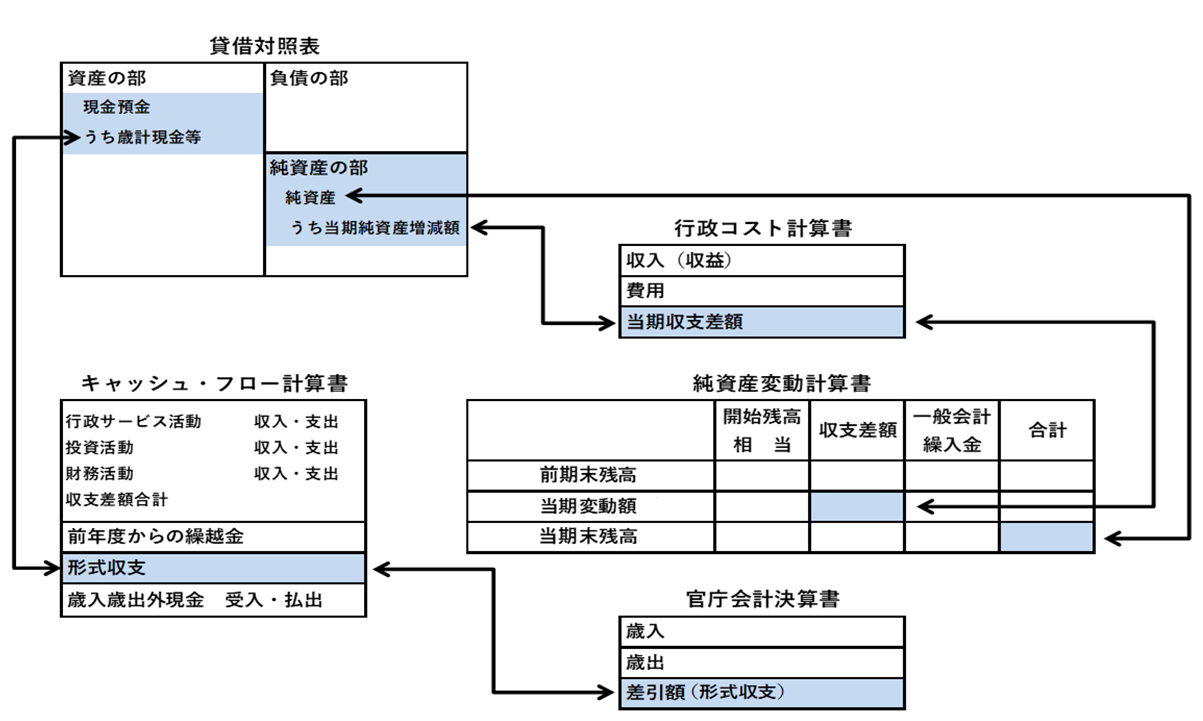 貸借対照表
資産の部
現金預金
うち歳計現金等
負債の部
純資産の部
純資産
うち当期純資産増減額
行政コスト計算書
収入（収益）
費用
当期収支差額
キャッシュ・フロー計算書
行政サービス活動　収入・支出
投資活動　収入・支出
財務活動　収入・支出
収支差額合計
前年度からの繰越金
形式収支
歳入歳出外現金　受入・払出
純資産変動計算書
開始残高
相　当
収支差額
一般会計
繰入金
合計
前期末残高
当期変動額
当期末残高
官庁会計決算書
歳入
歳出
差引額（形式収支）